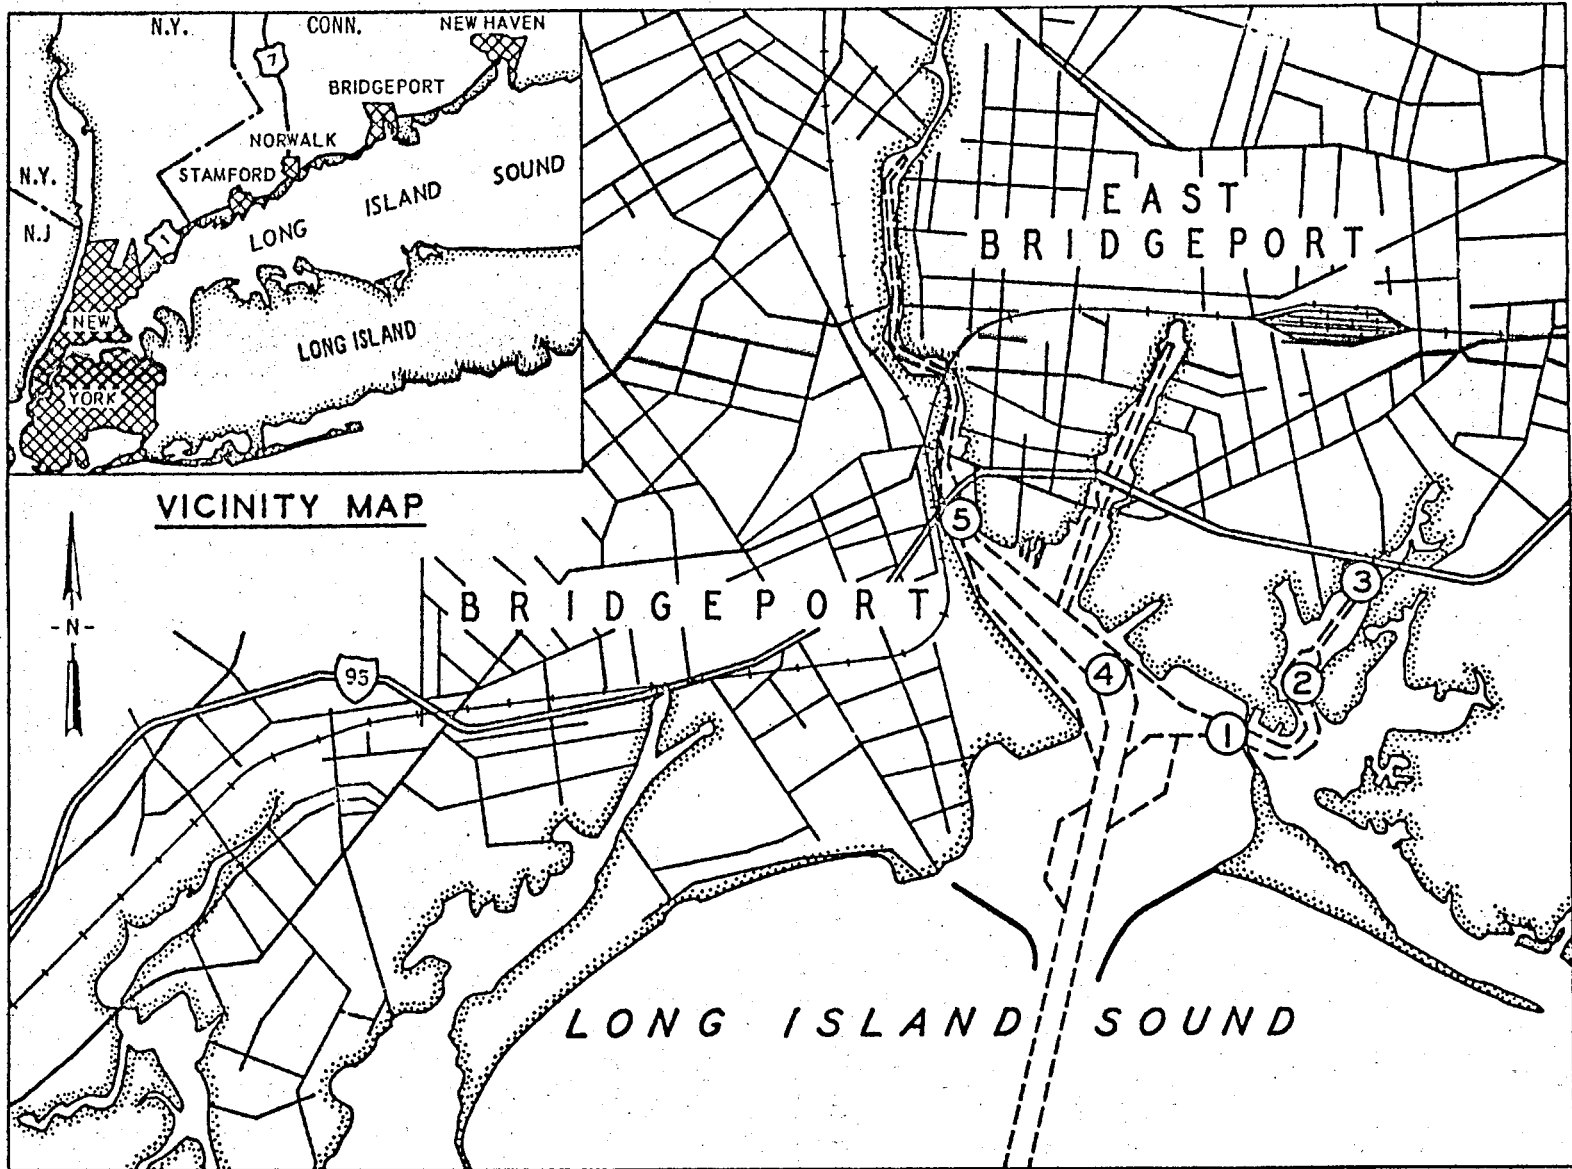 N.Y.
CONN.
NEW HAVEN
7
BRIDGEPORT
NORWALK
STAMFORD
N.Y.
N.J
1
LONG ISLAND SOUND
NEW
YORK
LONG ISLAND
VICINITY MAP
-N-
EAST
BRIDGEPORT
BRIDGEPORT
95
5
3
4
2
1
LONG ISLAND SOUND